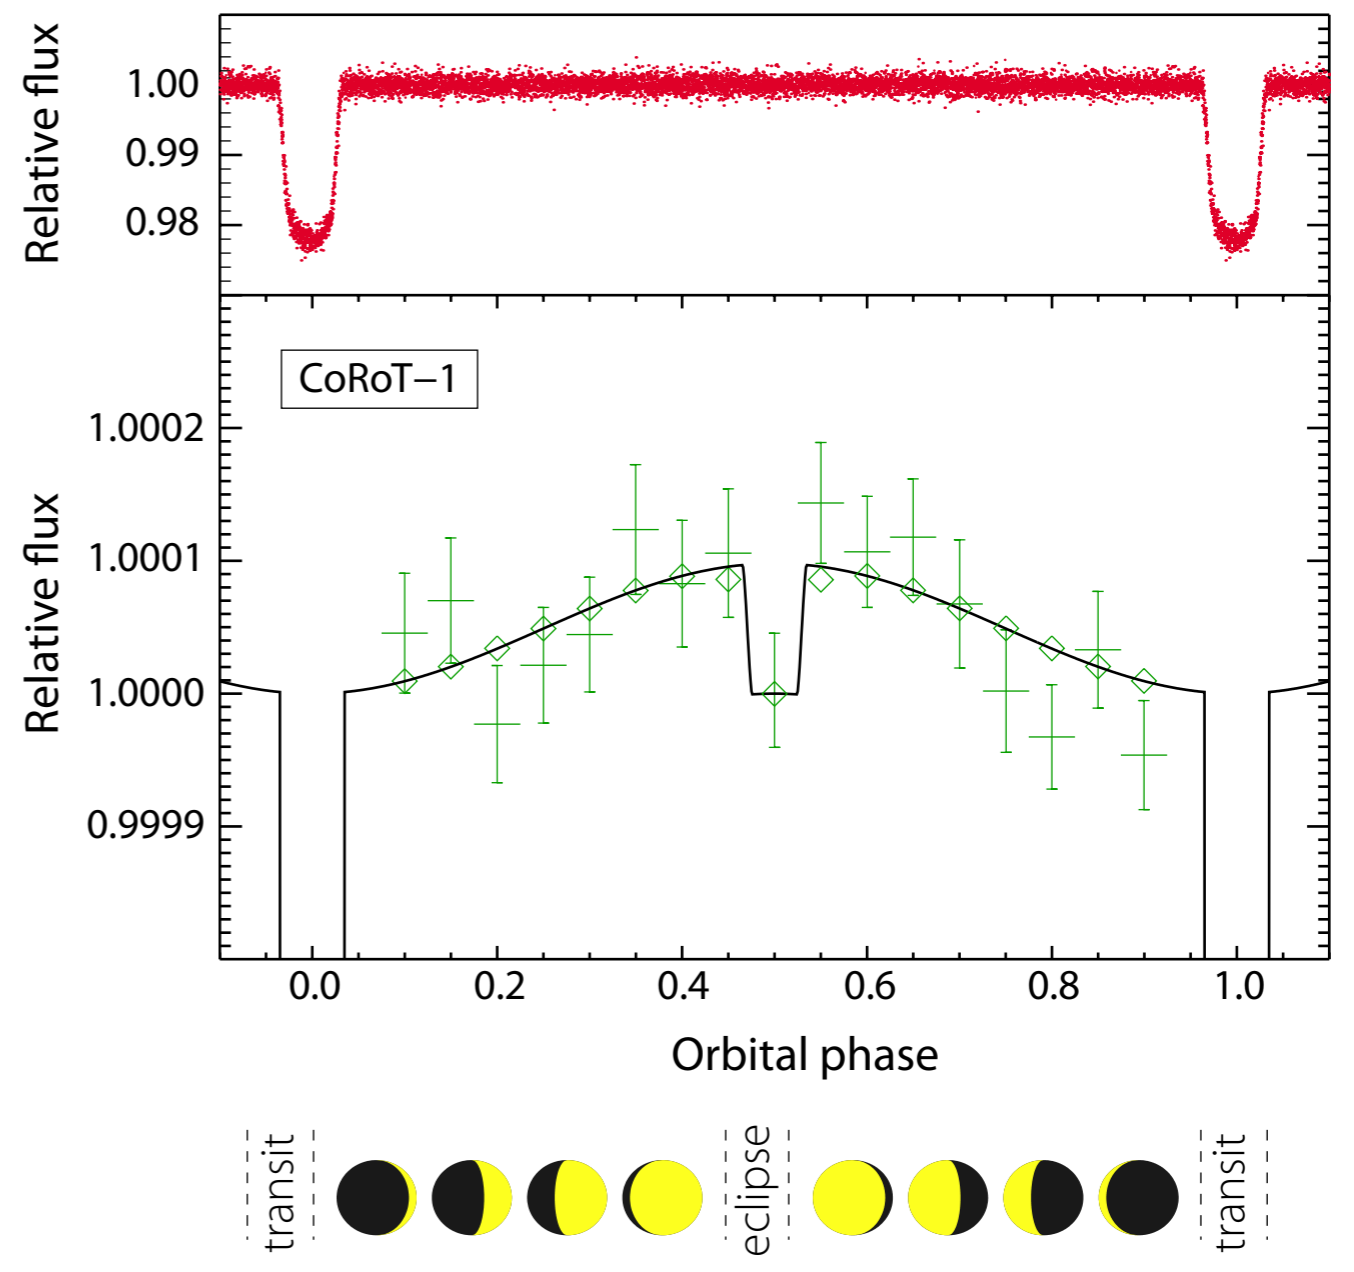 Relative flux
1.00
0.99
0.98
CoRoT−1
Relative flux
1.0002
1.0001
1.0000
0.9999
0.0 0.2 0.4 0.6 0.8 1.0
Orbital phase
transit
eclipse
transit